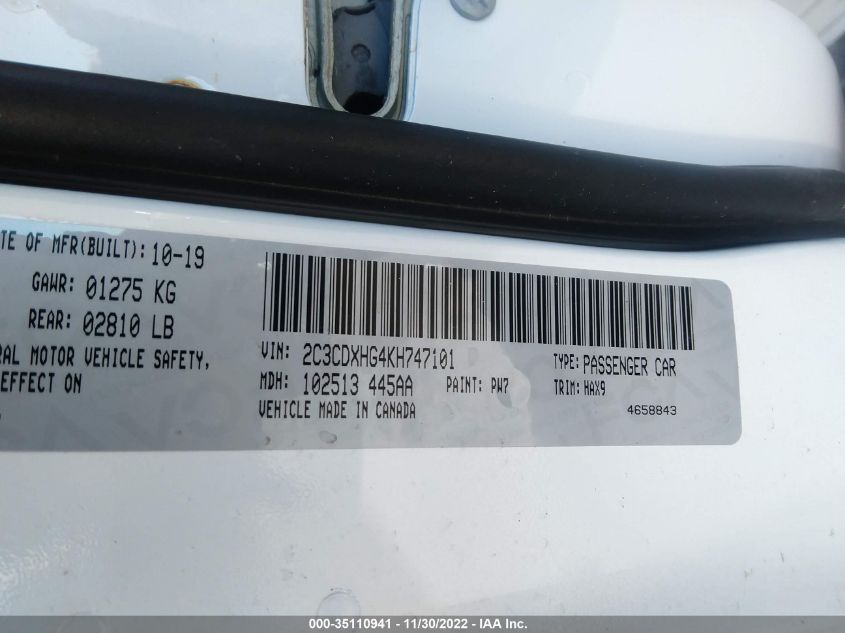 TE OF MFR(BUILT): 10-19
GAWR: 01275 KG
REAR: 02810 LB
RAL MOTOR VEHICLE SAFETY,
EFFECT ON
VIN: 2C3CDXHG4KH747101
TYPE: PASSENGER CAR
MDH: 102513 445AA
PAINT: PW7
TRIM: HAX9
VEHICLE MADE IN CANADA
4658843
000-35110941 - 11/30/2022 - IAA Inc.